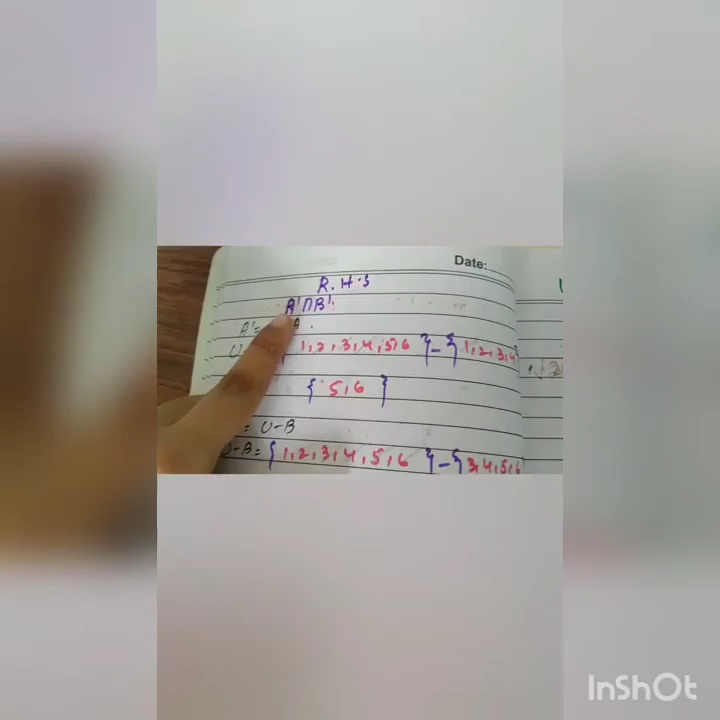 Date:
R.H.S
A'∩B'
A'= A
U { 1,2,3,4,5,6 } - { 1,2,3,4
{ 5,6 }
= U-B
U-B= { 1,2,3,4,5,6 } - { 3,4,5,6
InShOt